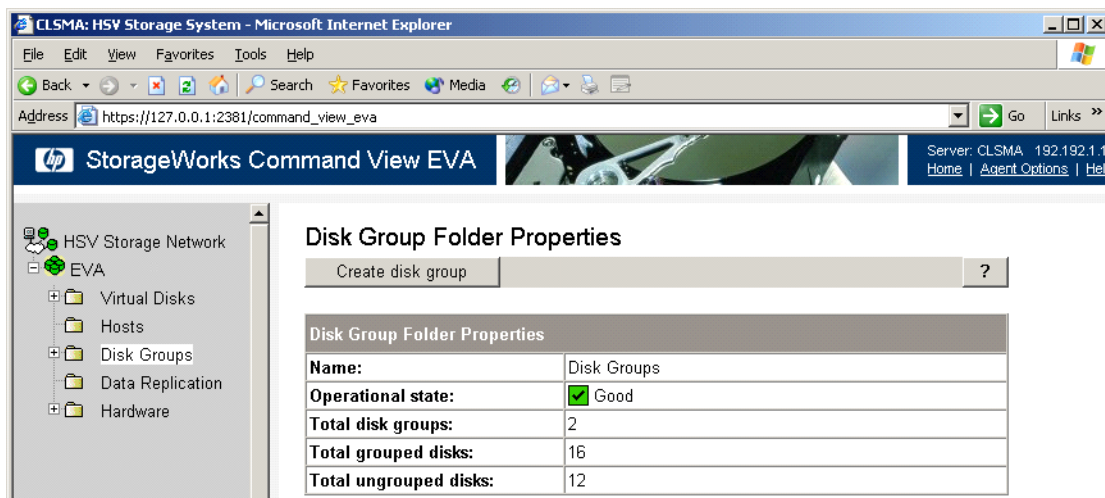 CLSMA: HSV Storage System - Microsoft Internet Explorer
File Edit View Favorites Tools Help
Back Search Favorites Media
Address https://127.0.0.1:2381/command_view_eva Go Links »
hp StorageWorks Command View EVA
Server: CLSMA 192.192.1.1
Home | Agent Options | Hel
HSV Storage Network
EVA
Virtual Disks
Hosts
Disk Groups
Data Replication
Hardware
Disk Group Folder Properties
Create disk group ?
Disk Group Folder Properties
Name: Disk Groups
Operational state: Good
Total disk groups: 2
Total grouped disks: 16
Total ungrouped disks: 12